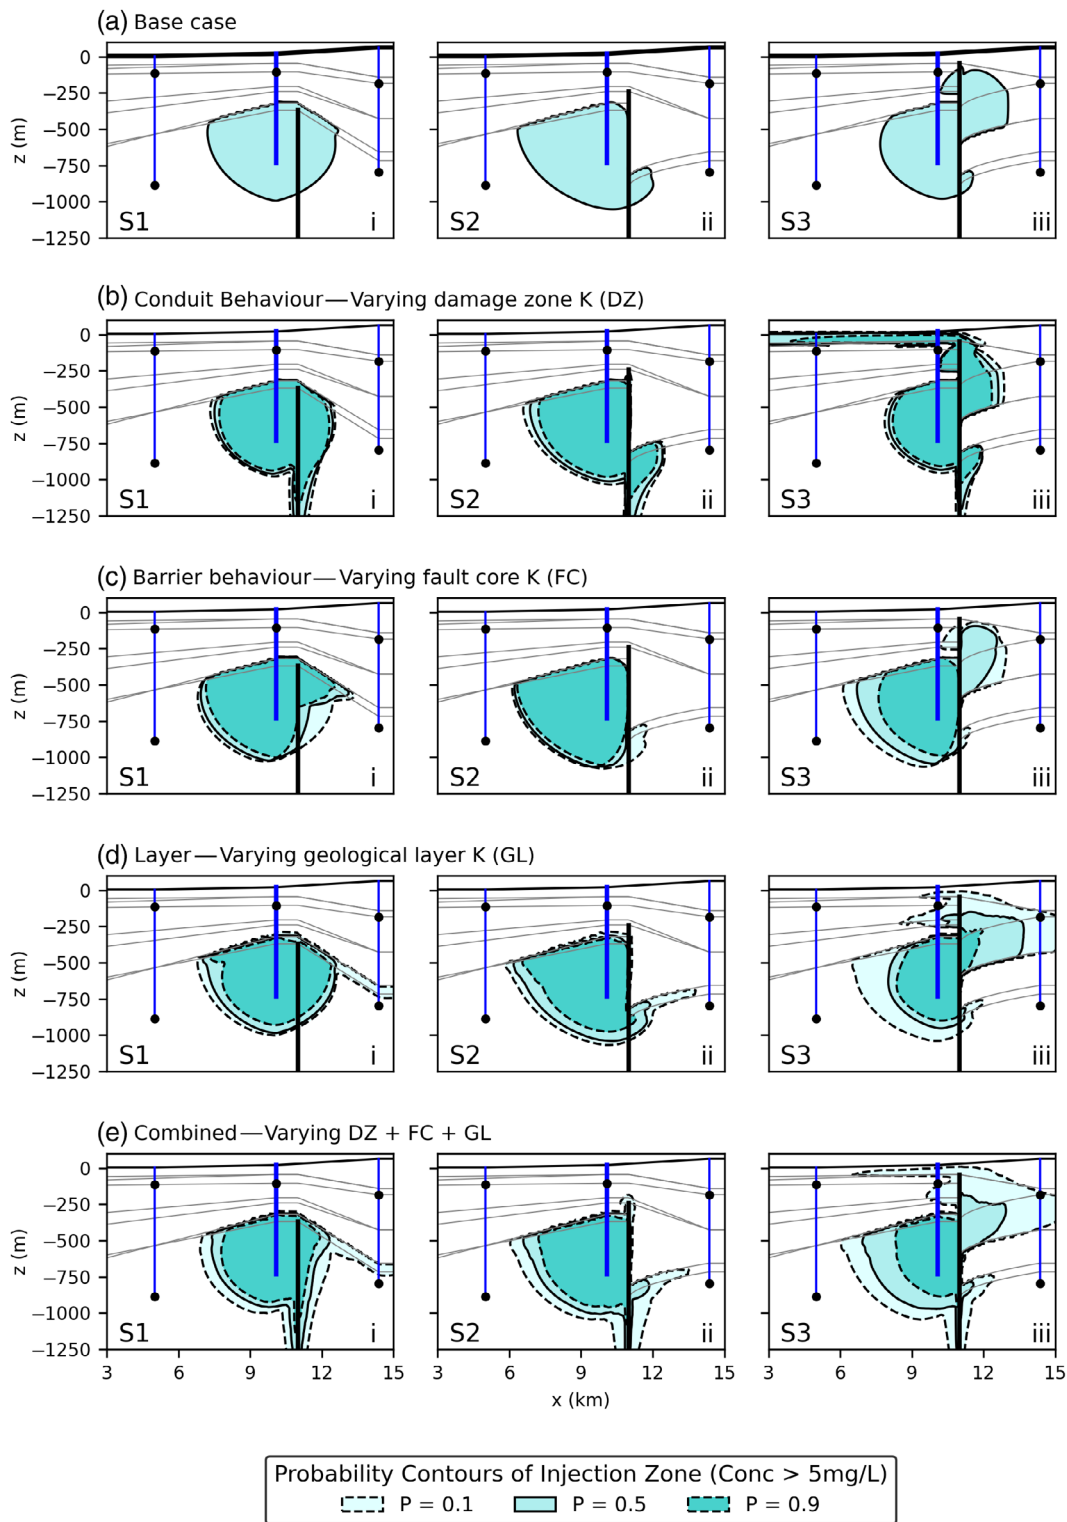 (a) Base case
0
−250
−500
−750
−1000
−1250
z (m)
S1 i
S2 ii
S3 iii
(b) Conduit Behaviour—Varying damage zone K (DZ)
0
−250
−500
−750
−1000
−1250
z (m)
S1 i
S2 ii
S3 iii
(c) Barrier behaviour—Varying fault core K (FC)
0
−250
−500
−750
−1000
−1250
z (m)
S1 i
S2 ii
S3 iii
(d) Layer—Varying geological layer K (GL)
0
−250
−500
−750
−1000
−1250
z (m)
S1 i
S2 ii
S3 iii
(e) Combined—Varying DZ + FC + GL
0
−250
−500
−750
−1000
−1250
z (m)
S1 i
S2 ii
S3 iii
3 6 9 12 15 3 6 9 12 15 3 6 9 12 15
x (km)
Probability Contours of Injection Zone (Conc > 5mg/L)
P = 0.1 P = 0.5 P = 0.9